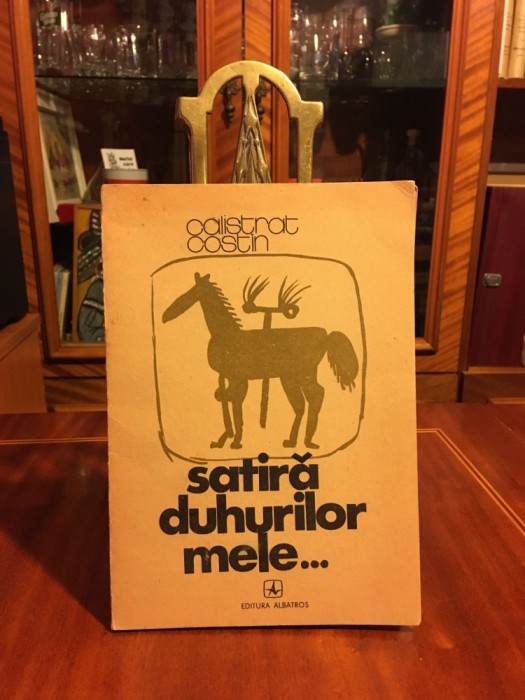 calistrat
costin
satiră
duhurilor
mele...
EDITURA ALBATROS